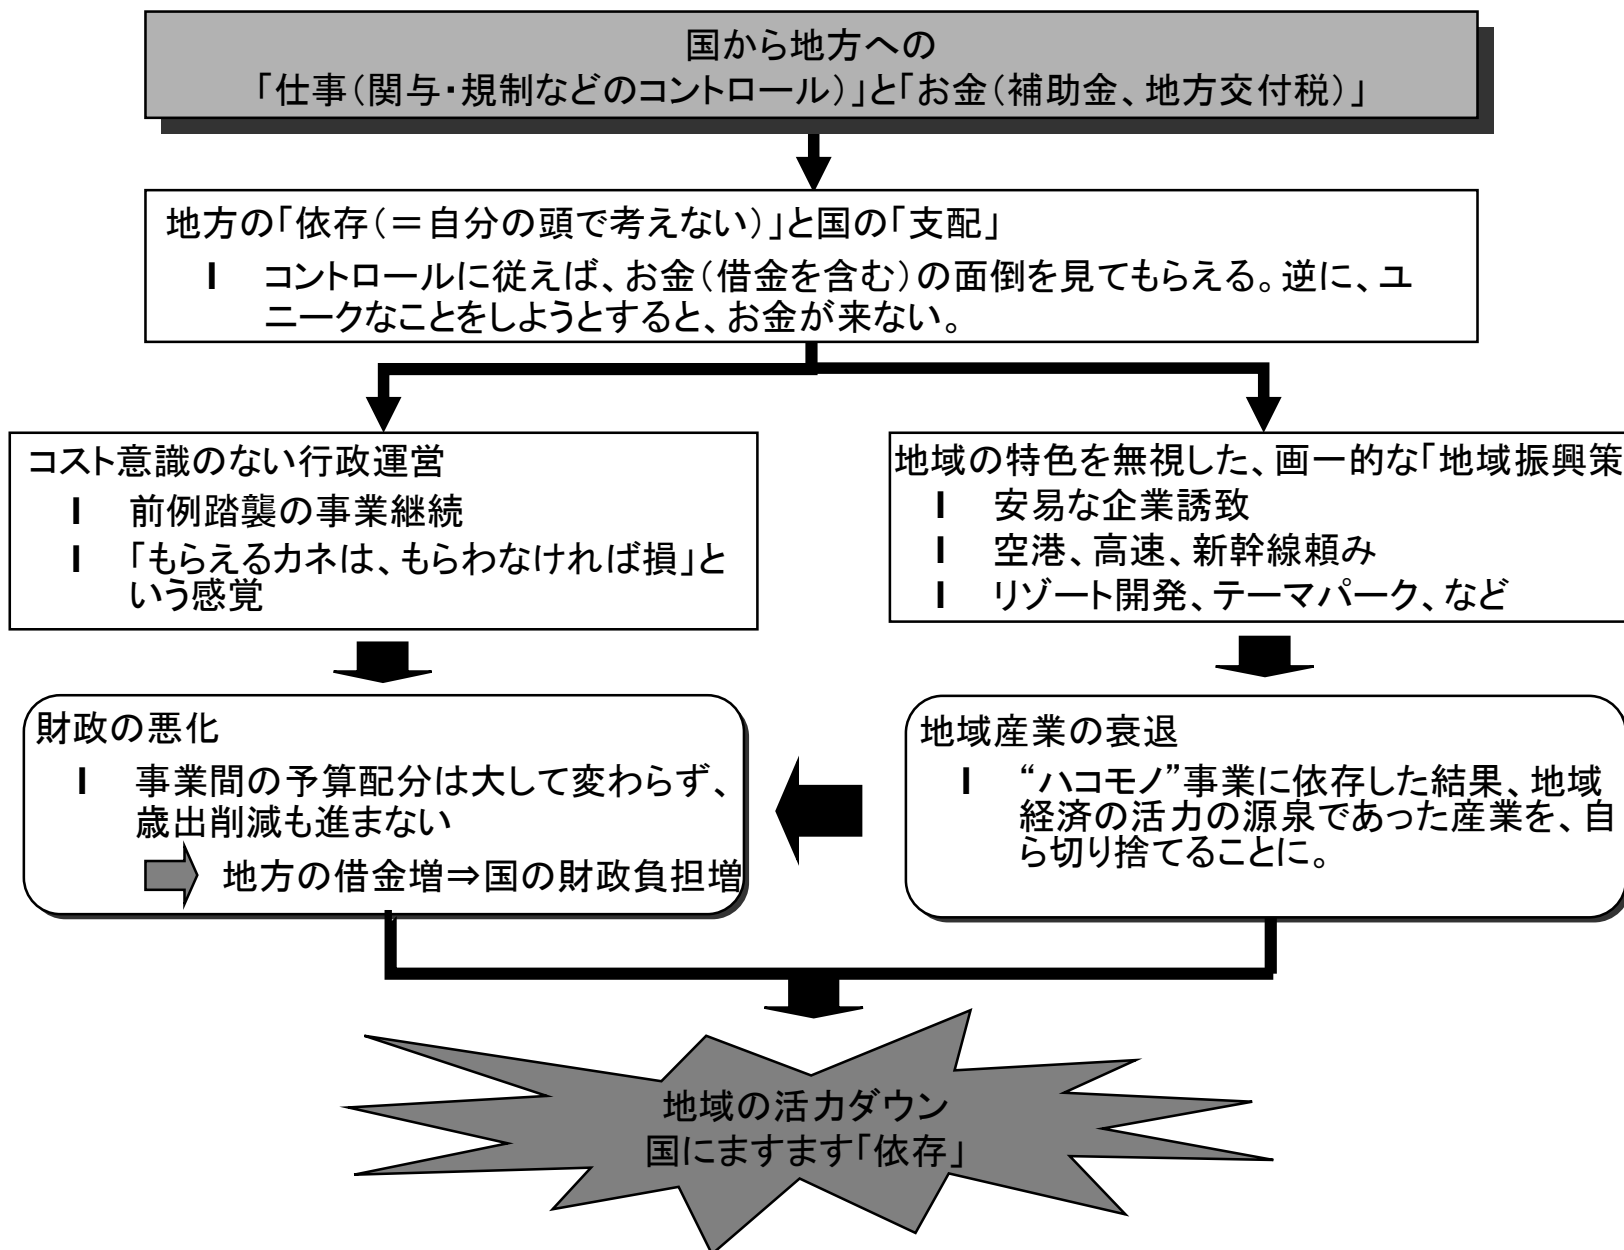 国から地方への
「仕事(関与・規制などのコントロール)」と「お金(補助金、地方交付税)」
地方の「依存(=自分の頭で考えない)」と国の「支配」
l コントロールに従えば、お金(借金を含む)の面倒を見てもらえる。逆に、ユ
ニークなことをしようとすると、お金が来ない。
コスト意識のない行政運営
l 前例踏襲の事業継続
l 「もらえるカネは、もらわなければ損」と
いう感覚
地域の特色を無視した、画一的な「地域振興策
l 安易な企業誘致
l 空港、高速、新幹線頼み
l リゾート開発、テーマパーク、など
財政の悪化
l 事業間の予算配分は大して変わらず、
歳出削減も進まない
地方の借金増⇒国の財政負担増
地域産業の衰退
l “ハコモノ”事業に依存した結果、地域
経済の活力の源泉であった産業を、自
ら切り捨てることに。
地域の活力ダウン
国にますます「依存」